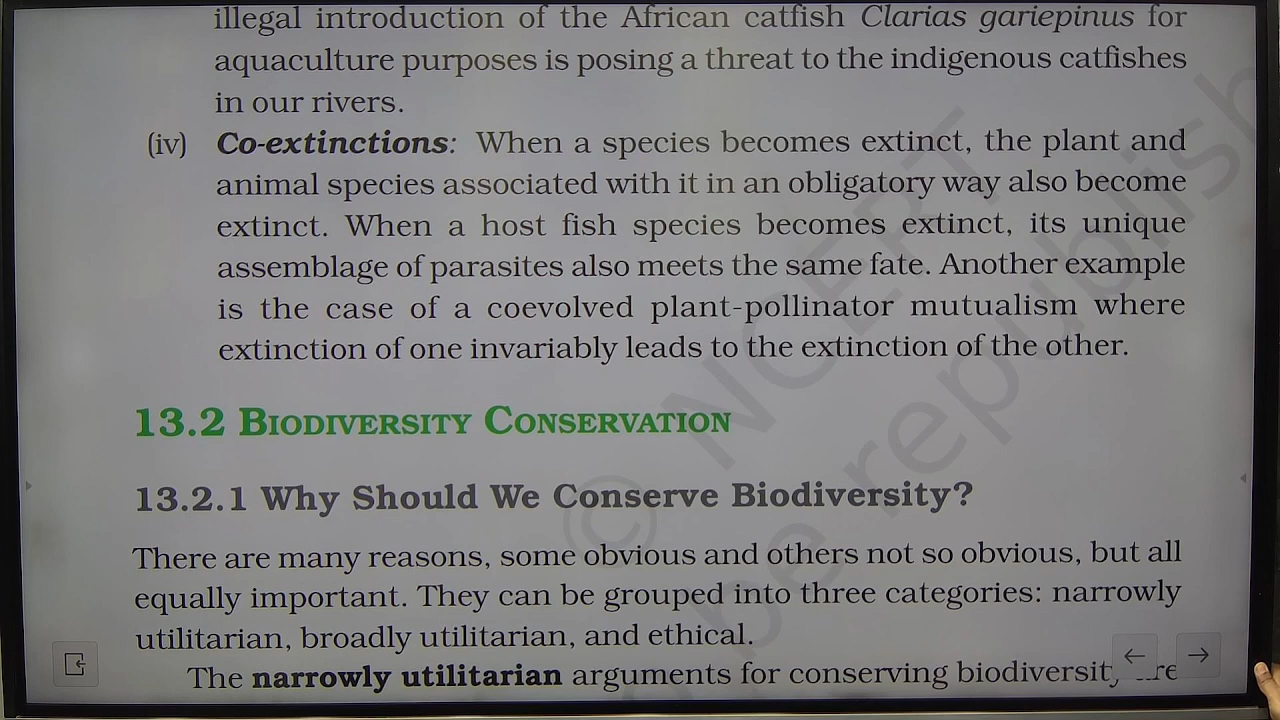 illegal introduction of the African catfish Clarias gariepinus for
aquaculture purposes is posing a threat to the indigenous catfishes
in our rivers.
(iv) Co-extinctions: When a species becomes extinct, the plant and
animal species associated with it in an obligatory way also become
extinct. When a host fish species becomes extinct, its unique
assemblage of parasites also meets the same fate. Another example
is the case of a coevolved plant-pollinator mutualism where
extinction of one invariably leads to the extinction of the other.
13.2 BIODIVERSITY CONSERVATION
13.2.1 Why Should We Conserve Biodiversity?
There are many reasons, some obvious and others not so obvious, but all
equally important. They can be grouped into three categories: narrowly
utilitarian, broadly utilitarian, and ethical.
The narrowly utilitarian arguments for conserving biodiversity
© NCERT
be republish